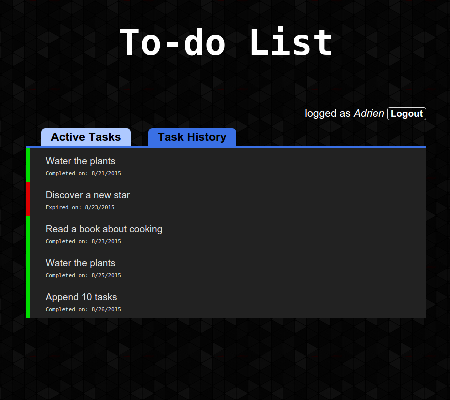 To-do List
logged as Adrien Logout
Active Tasks Task History
Water the plants
Completed on: 8/21/2015
Discover a new star
Expired on: 8/23/2015
Read a book about cooking
Completed on: 8/23/2015
Water the plants
Completed on: 8/25/2015
Append 10 tasks
Completed on: 8/26/2015